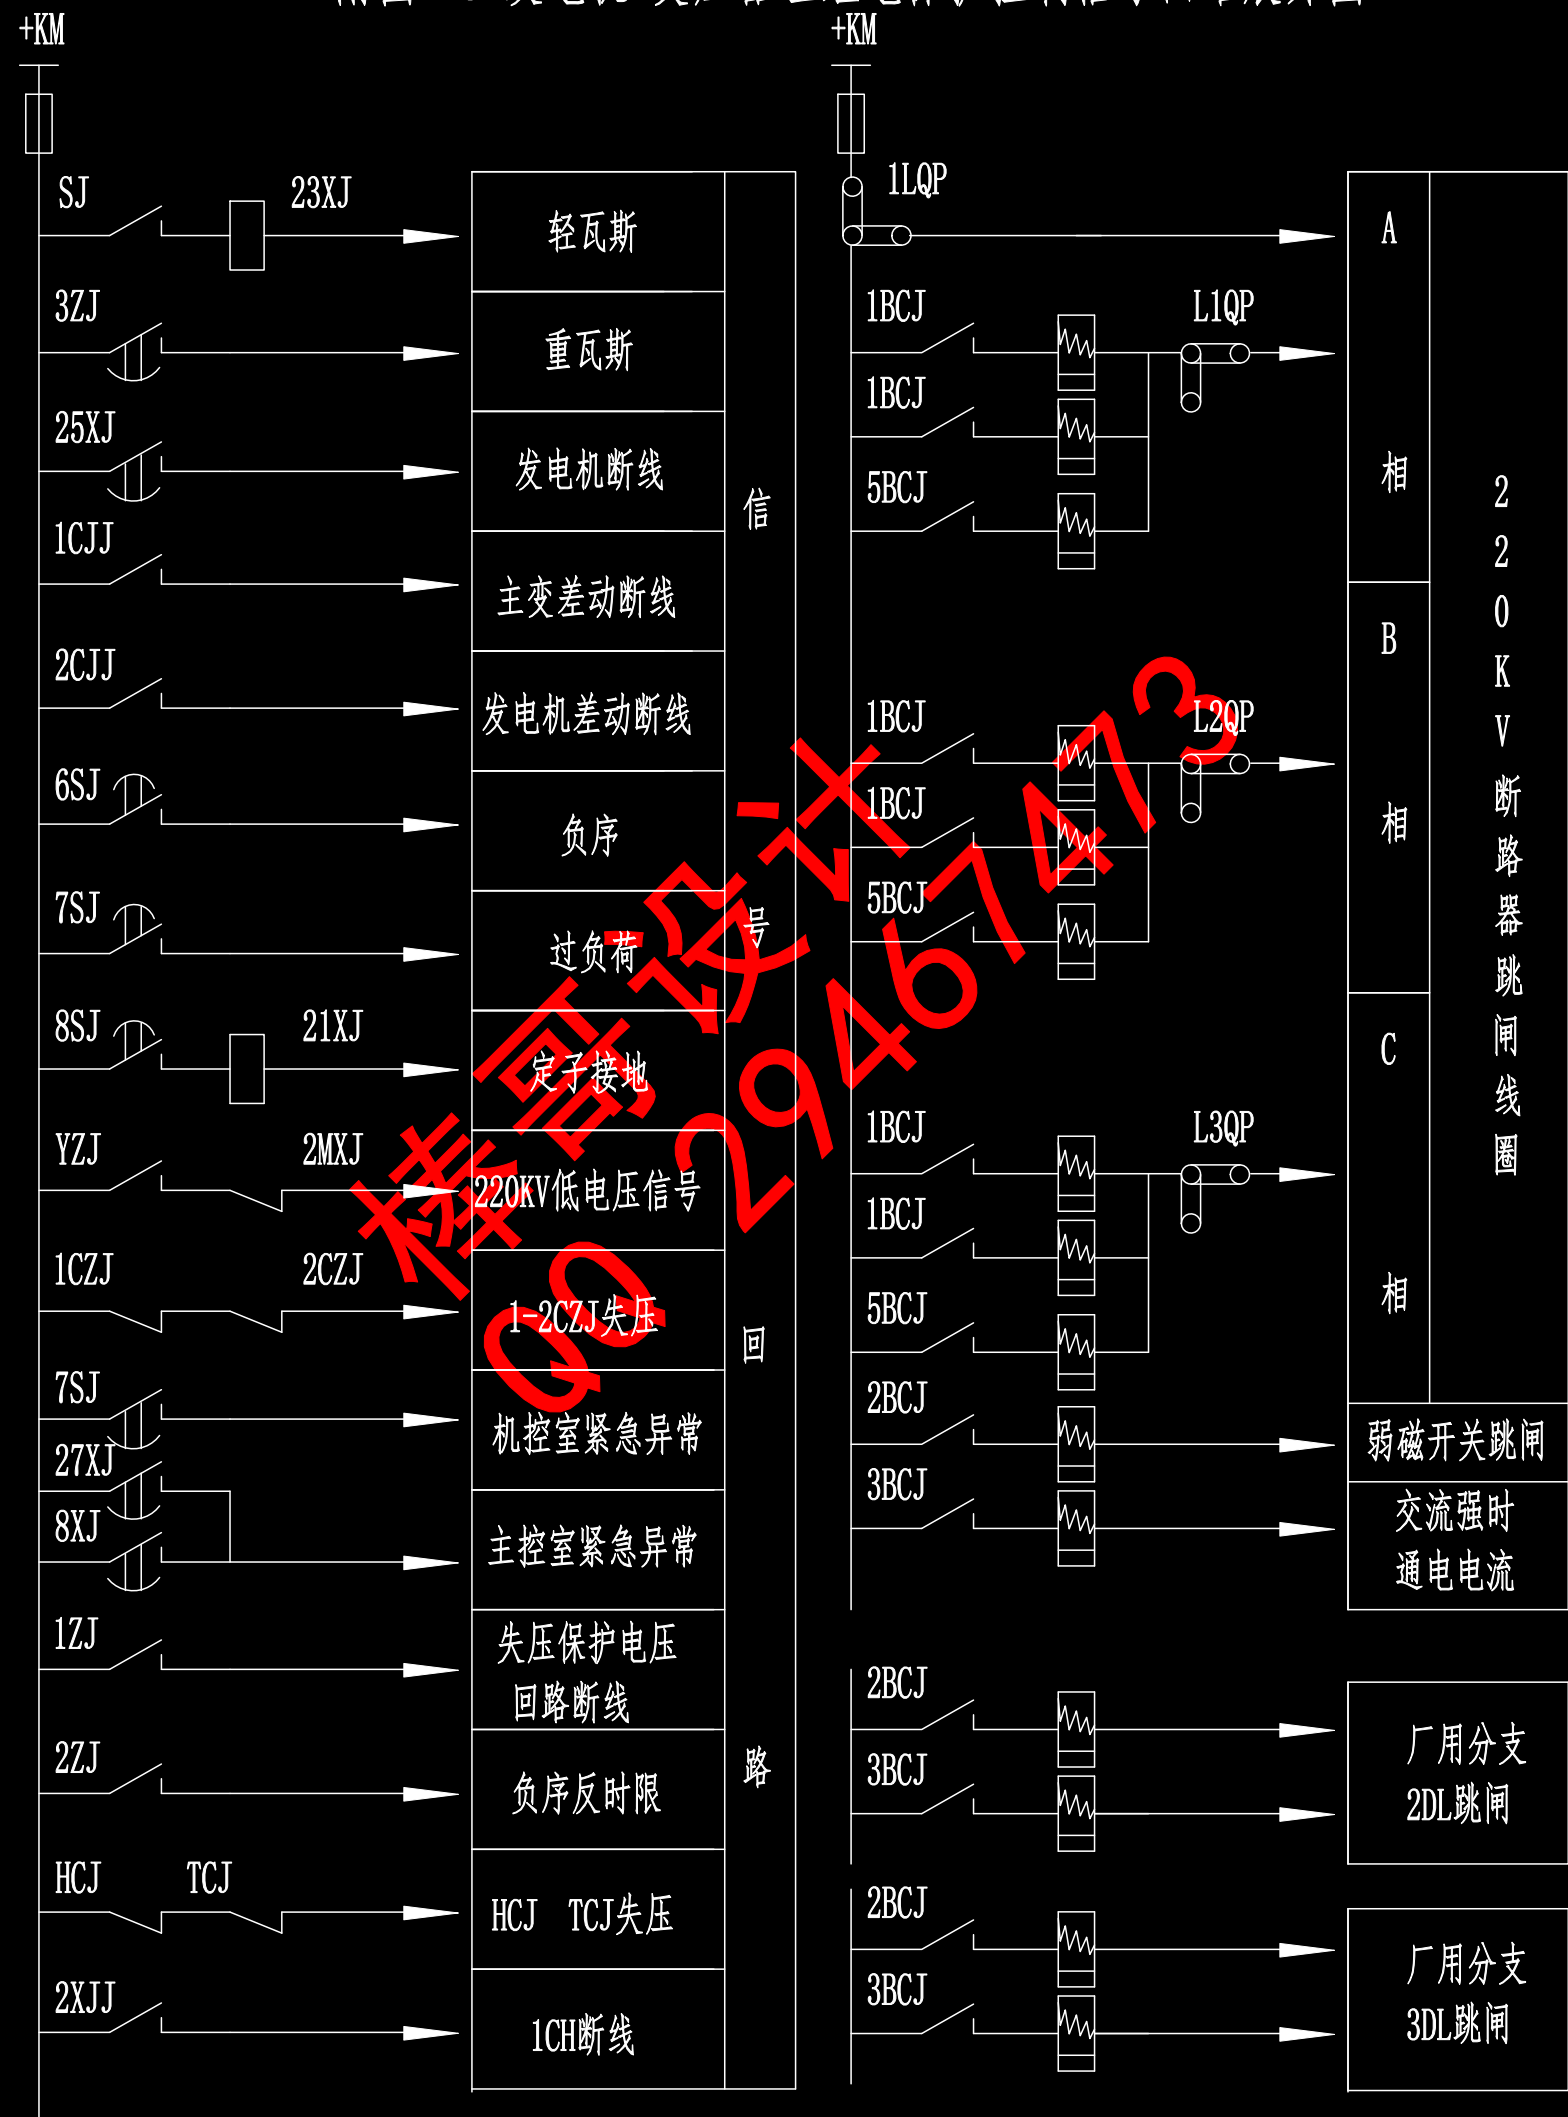 +KM
SJ 23XJ 轻瓦斯
3ZJ 重瓦斯
25XJ 发电机断线
1CJJ 主变差动断线
2CJJ 发电机差动断线
6SJ 负序
7SJ 过负荷
8SJ 21XJ 定子接地
YZJ 2MXJ 220KV低电压信号
1CZJ 2CZJ 1-2CZJ失压
7SJ 机控室紧急异常
27XJ
8XJ 主控室紧急异常
1ZJ 失压保护电压
回路断线
2ZJ 负序反时限
HCJ TCJ HCJ TCJ失压
2XJJ 1CH断线
信号回路
+KM
1LQP
1BCJ L1QP
1BCJ
5BCJ
A相
1BCJ L2QP
1BCJ
5BCJ
B相
1BCJ L3QP
1BCJ
5BCJ
C相
220KV断路器跳闸线圈
2BCJ 弱磁开关跳闸
3BCJ 交流强时
通电电流
2BCJ 厂用分支
3BCJ 2DL跳闸
2BCJ 厂用分支
3BCJ 3DL跳闸
棒哥设计
QQ 29467473